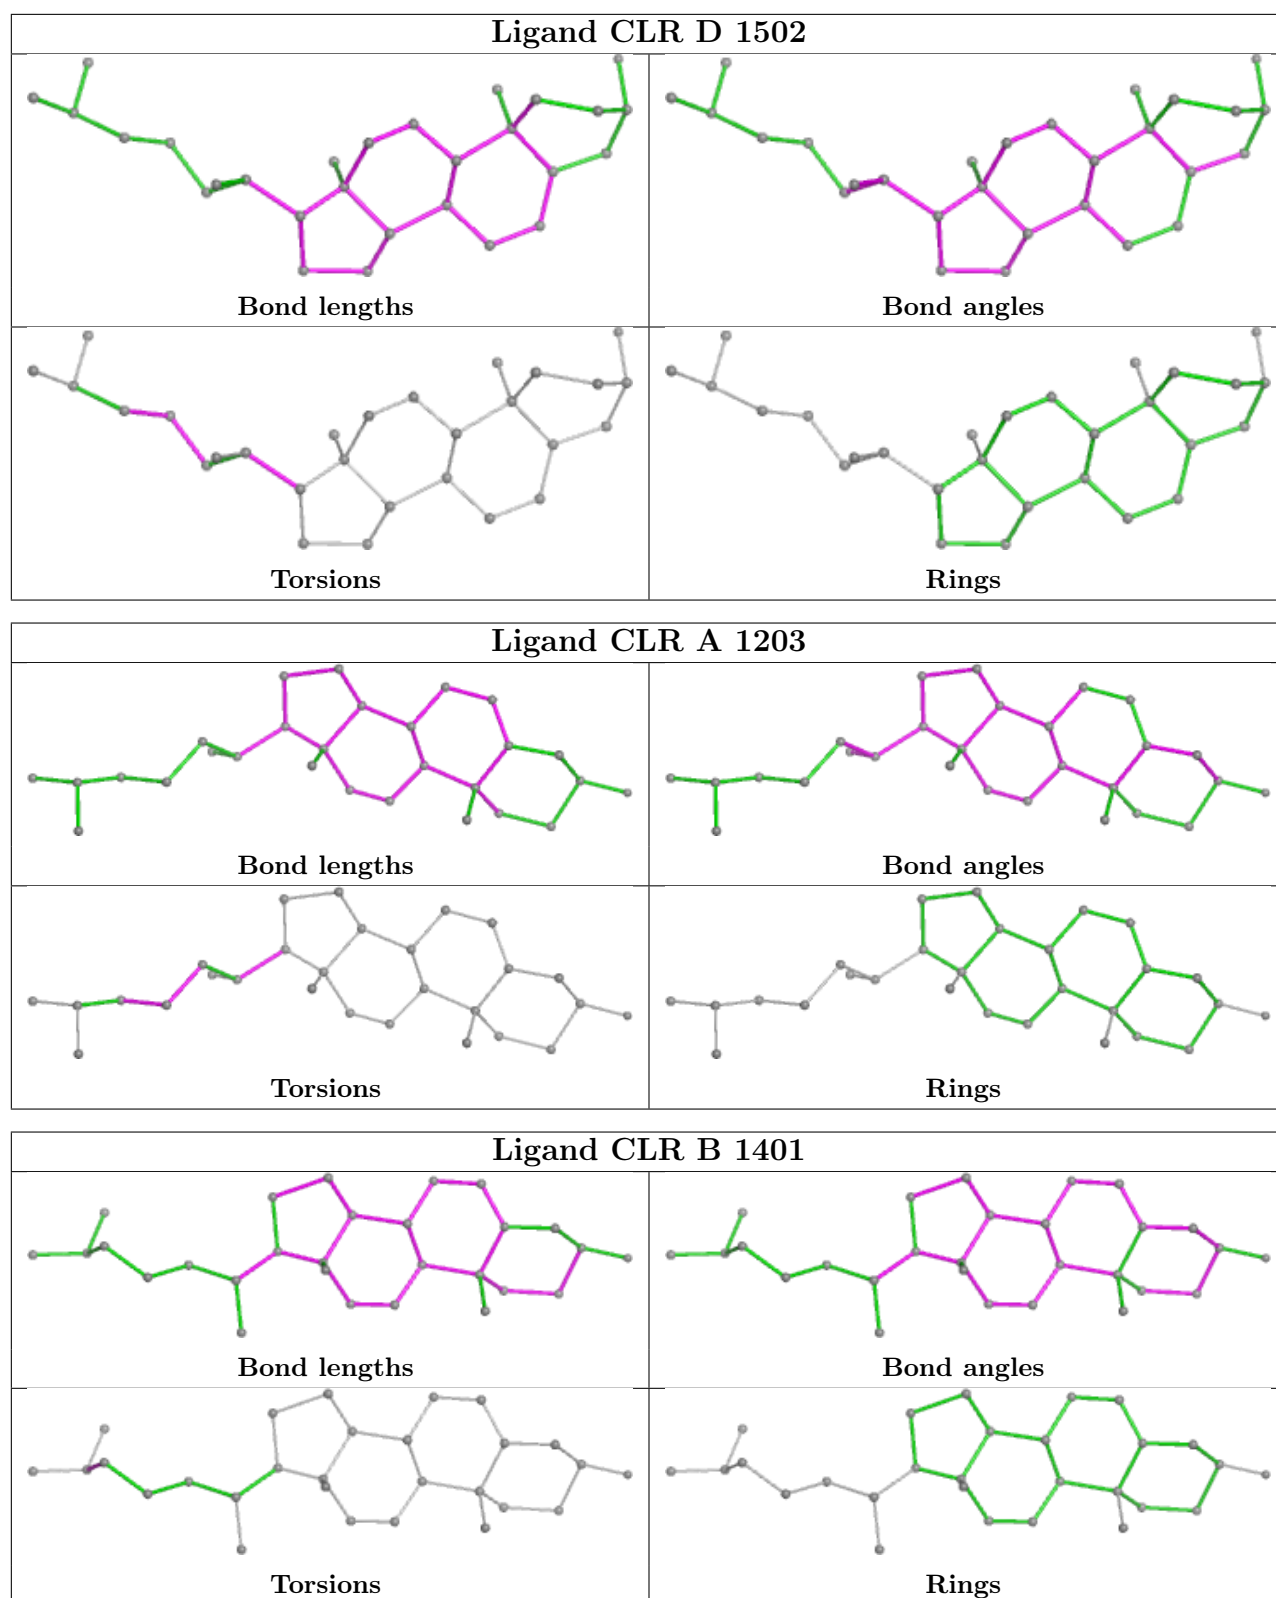 Ligand CLR D 1502
Bond lengths
Bond angles
Torsions
Rings
Ligand CLR A 1203
Bond lengths
Bond angles
Torsions
Rings
Ligand CLR B 1401
Bond lengths
Bond angles
Torsions
Rings